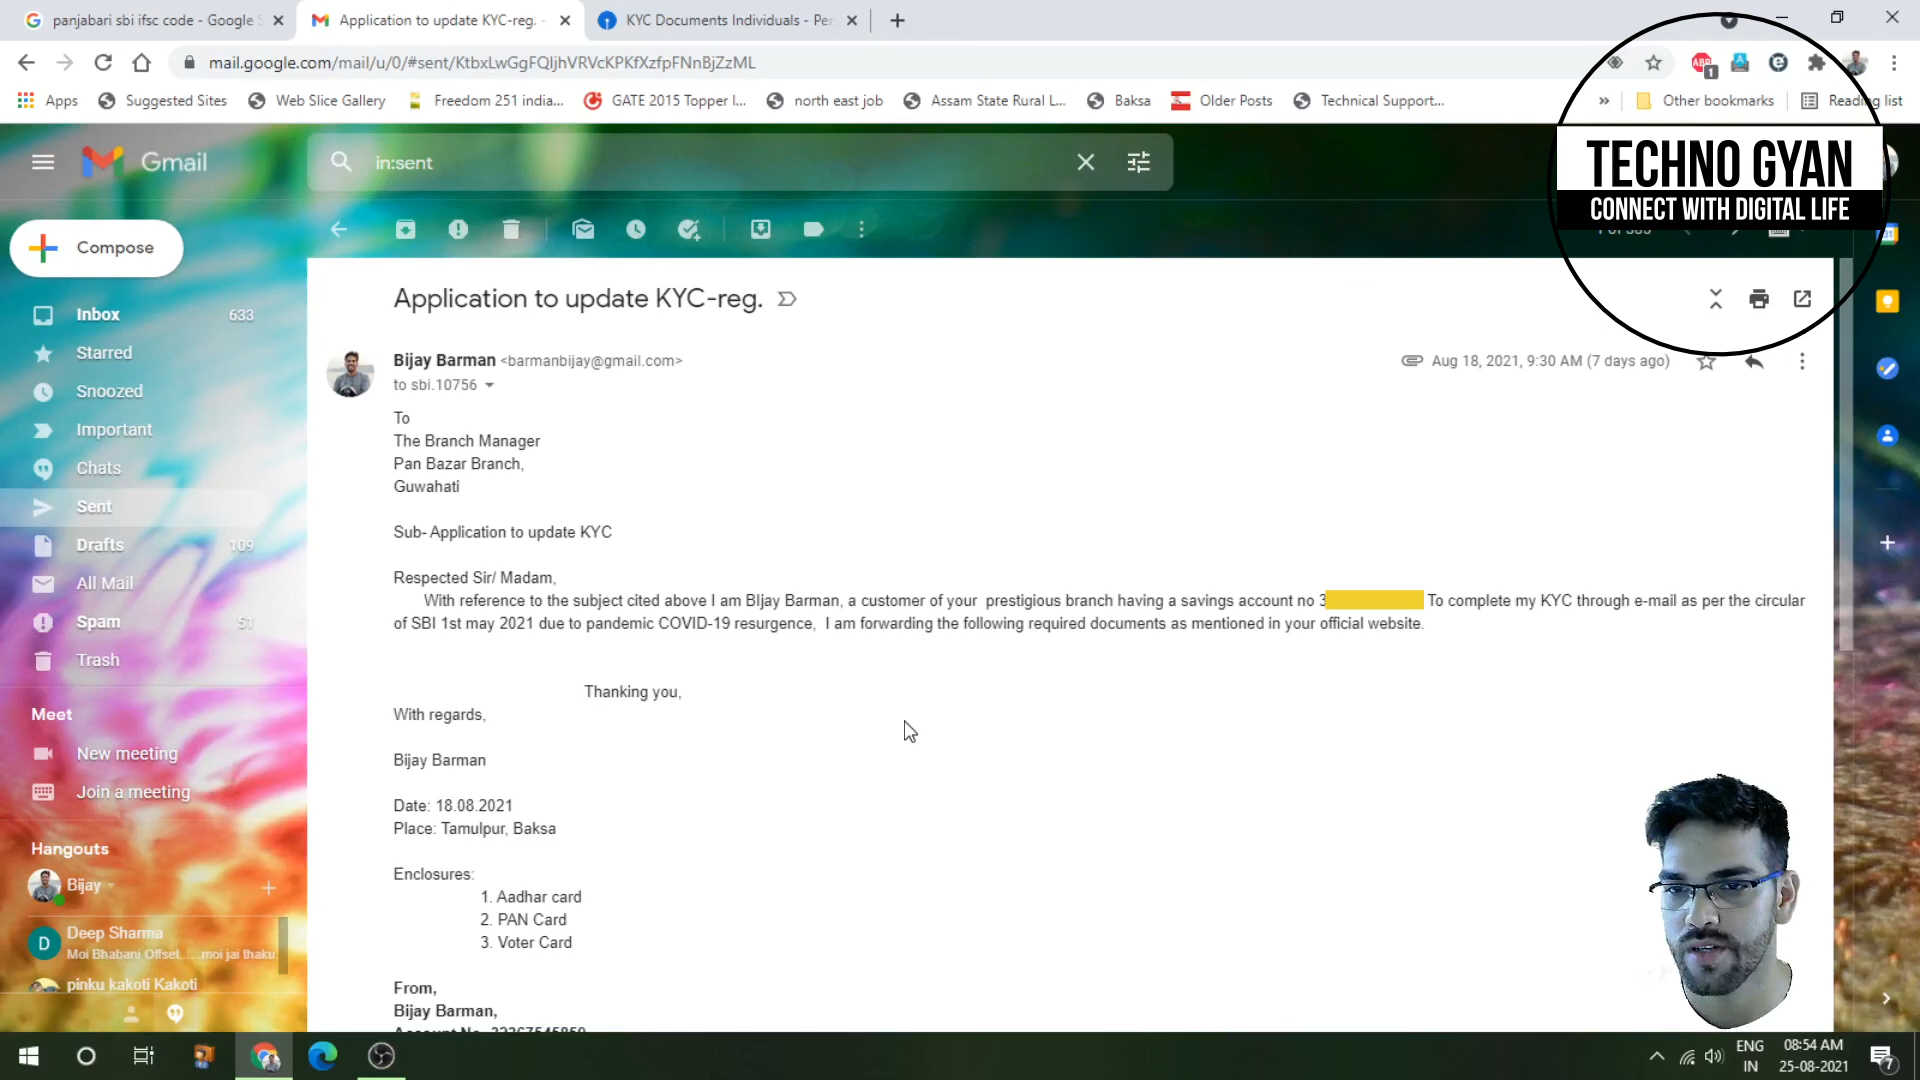 panjabari sbi ifsc code - Google S
Application to update KYC-reg. -
KYC Documents Individuals - Per
mail.google.com/mail/u/0/#sent/KtbxLwGgFQljhVRVcKPKfXzfpFNnBjZzML
ABP
1
Apps
Suggested Sites
Web Slice Gallery
Freedom 251 india...
GATE 2015 Topper I...
north east job
Assam State Rural L...
Baksa
Older Posts
Technical Support...
»
Other bookmarks
Reading list
TECHNO GYAN
CONNECT WITH DIGITAL LIFE
Gmail
in:sent
Compose
Inbox 633
Starred
Snoozed
Important
Chats
Sent
Drafts 109
All Mail
Spam 51
Trash
Meet
New meeting
Join a meeting
Hangouts
Bijay
D
Deep Sharma
Moi Bhabani Offset......moi jai thaku
pinku kakoti Kakoti
Application to update KYC-reg.
Bijay Barman <barmanbijay@gmail.com>
Aug 18, 2021, 9:30 AM (7 days ago)
to sbi.10756
To
The Branch Manager
Pan Bazar Branch,
Guwahati
Sub- Application to update KYC
Respected Sir/ Madam,
With reference to the subject cited above I am BIjay Barman, a customer of your prestigious branch having a savings account no 3 To complete my KYC through e-mail as per the circular
of SBI 1st may 2021 due to pandemic COVID-19 resurgence, I am forwarding the following required documents as mentioned in your official website.
Thanking you,
With regards,
Bijay Barman
Date: 18.08.2021
Place: Tamulpur, Baksa
Enclosures:
1. Aadhar card
2. PAN Card
3. Voter Card
From,
Bijay Barman,
ENG
IN
08:54 AM
25-08-2021
7